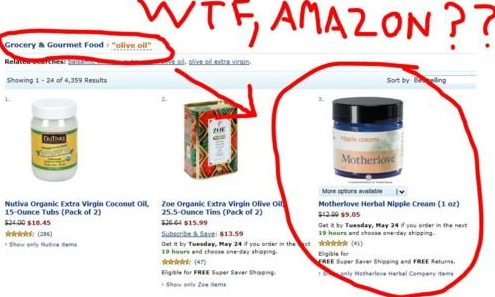 WTF, AMAZON??
Grocery & Gourmet Food › "olive oil"
Related Searches: oil, olive oil extra virgin.
Showing 1 - 24 of 4,359 Results
Sort by
1.
Nutiva
Nutiva Organic Extra Virgin Coconut Oil,
15-Ounce Tubs (Pack of 2)
$24.00 $18.45
(286)
› Show only Nutiva items
2.
ZOE
Zoe Organic Extra Virgin Olive Oil,
25.5-Ounce Tins (Pack of 2)
$26.64 $15.99
Subscribe & Save: $13.59
Get it by Tuesday, May 24 if you order in the next
19 hours and choose one-day shipping.
(47)
Eligible for FREE Super Saver Shipping.
› Show only Zoe items
3.
nipple cream
Motherlove
More options available
Motherlove Herbal Nipple Cream (1 oz)
$12.99 $9.05
Get it by Tuesday, May 24 if you order in the next
19 hours and choose one-day shipping.
(41)
Eligible for
FREE Super Saver Shipping and FREE Returns.
only Motherlove Herbal Company items